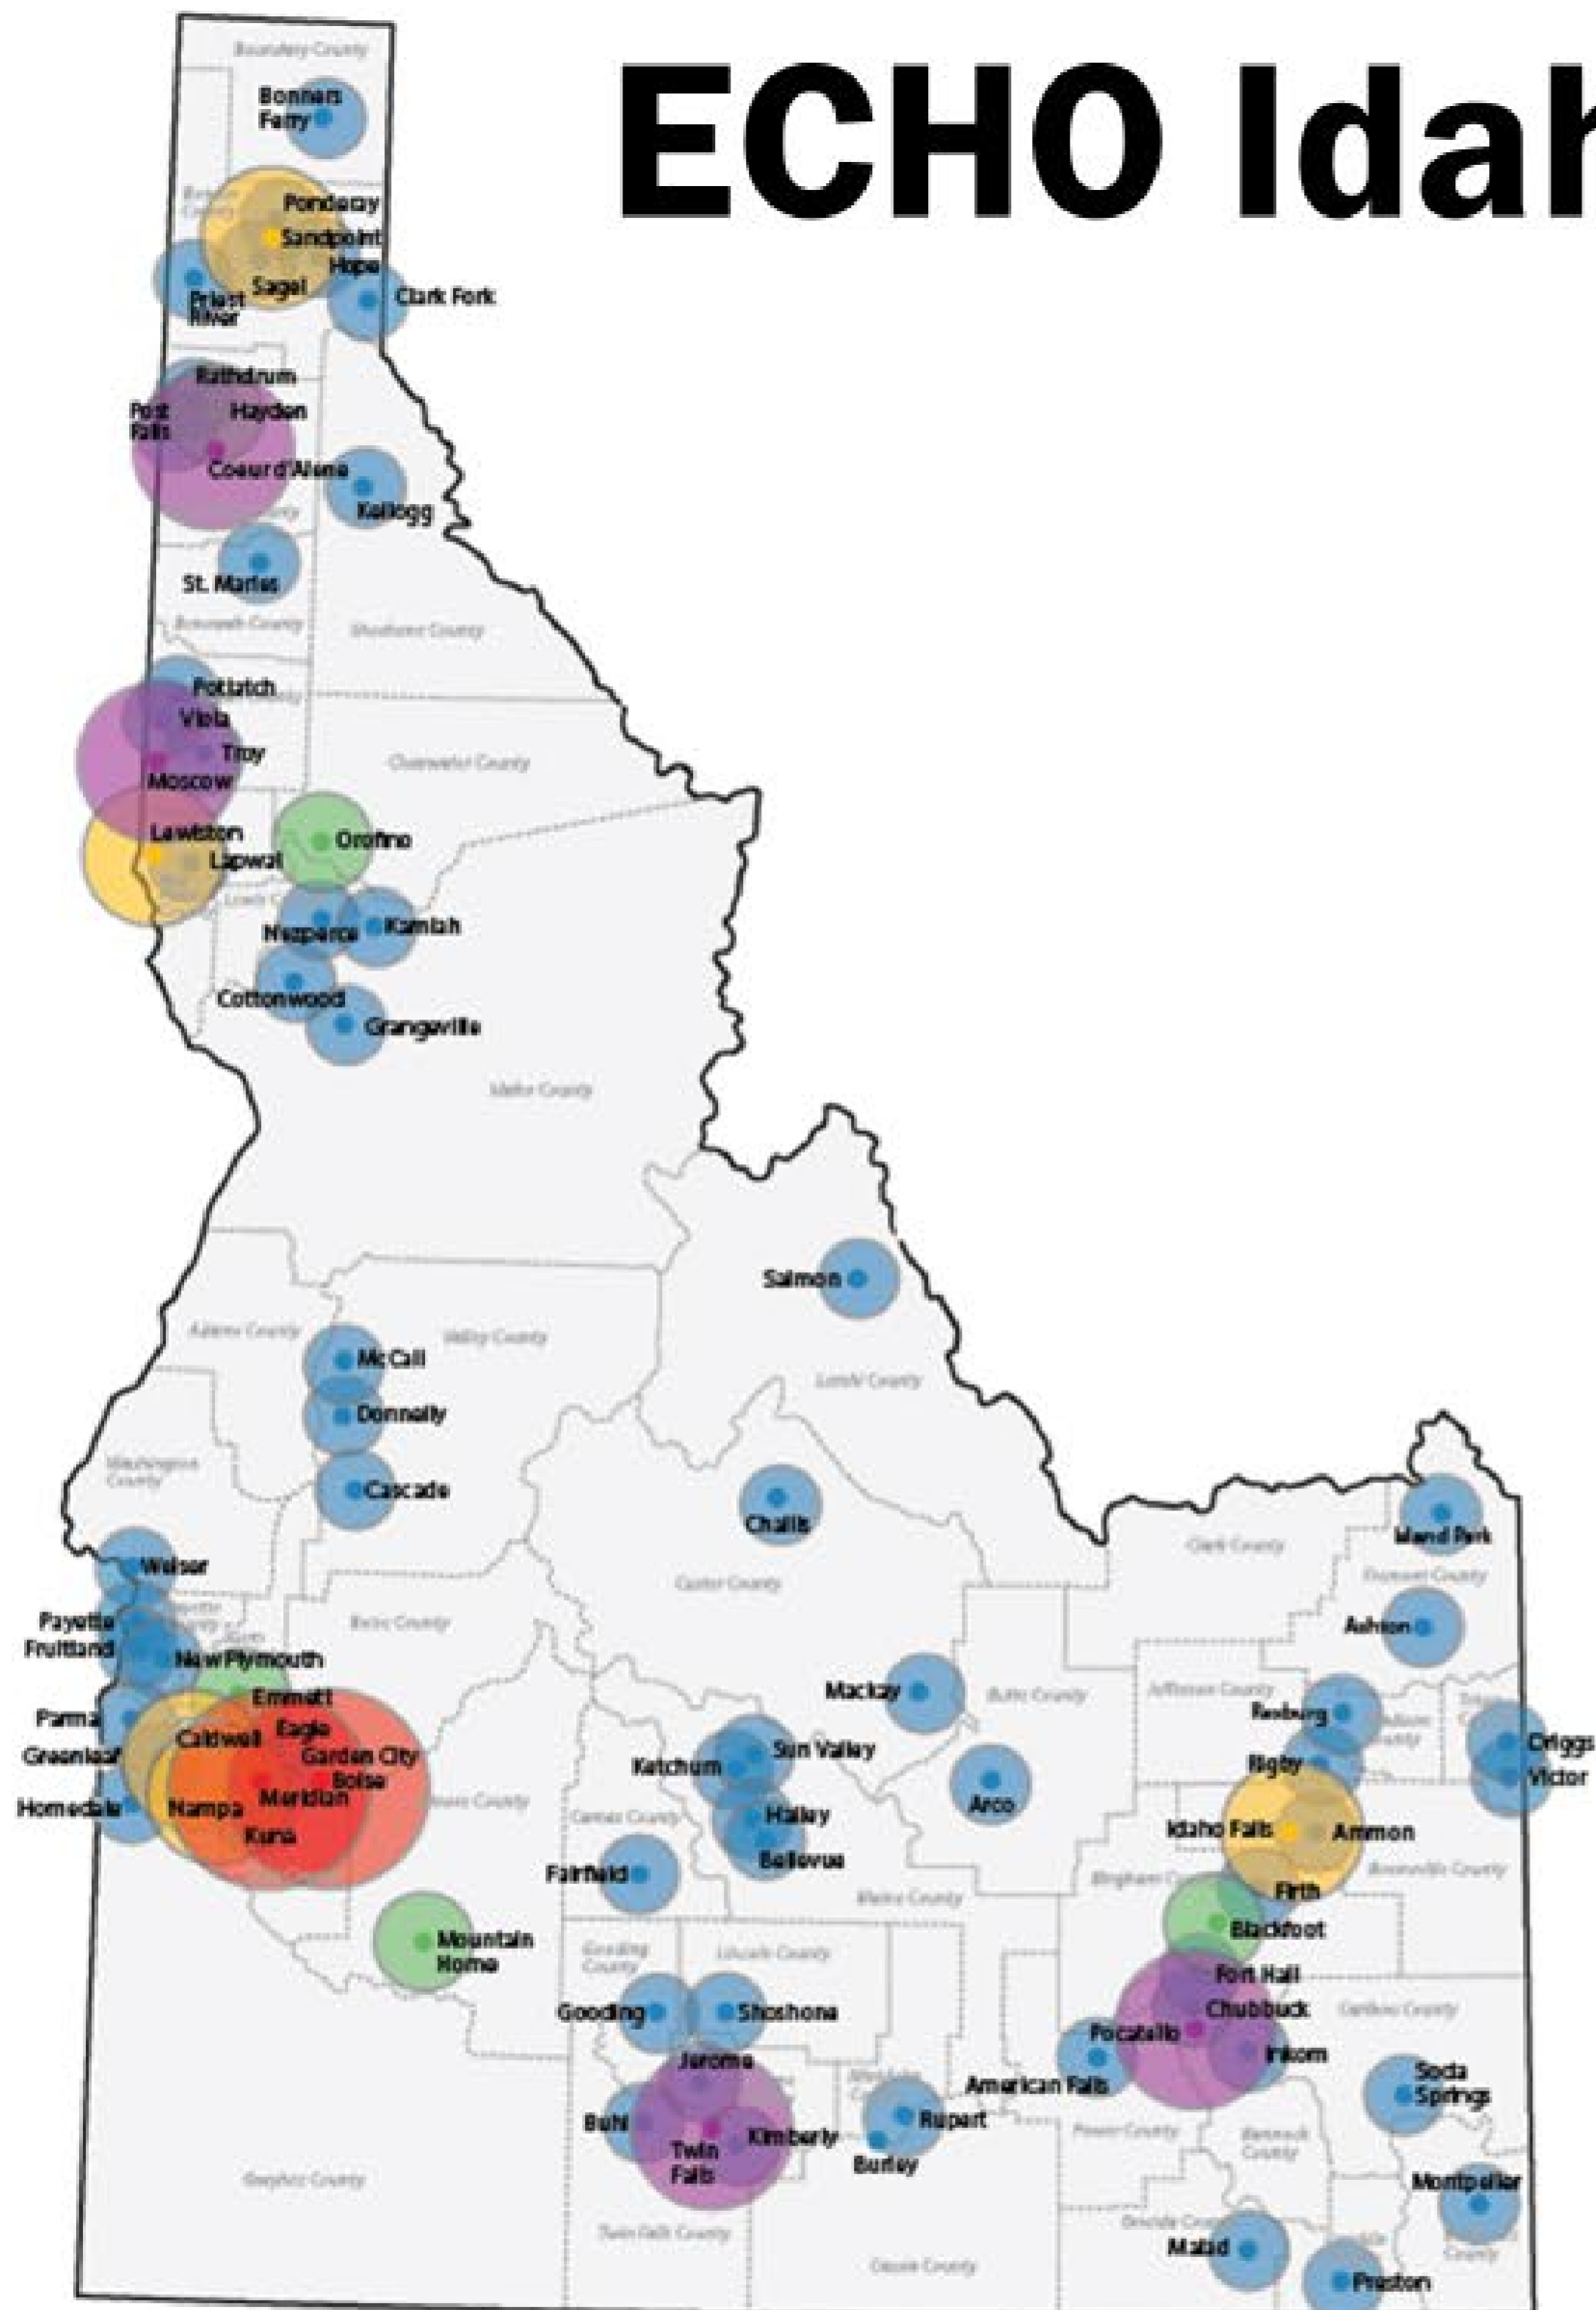 ECHO Idah
Boundary County
Bonners
Ferry
Ponderay
Sandpoint
Hope
Sagel
Priest
River
Clark Fork
Rathdrum
Post
Falls
Hayden
Coeur d'Alene
Kellogg
St. Maries
Benewah County
Shoshone County
Potlatch
Viola
Troy
Moscow
Clearwater County
Lewiston
Lapwai
Orofino
Nezperce
Kamiah
Cottonwood
Grangeville
Idaho County
Salmon
Adams County
Valley County
McCall
Lemhi County
Donnelly
Washington
County
Cascade
Challis
Island Park
Clark County
Weiser
Custer County
Fremont County
Payette
Boise County
Ashton
Fruitland
New Plymouth
Emmett
Mackay
Butte County
Jefferson County
Rexburg
Parma
Caldwell
Eagle
Greenleaf
Garden City
Sun Valley
Ketchum
Driggs
Rigby
Boise
Victor
Homedale
Nampa
Meridian
Arco
Kuna
Camas County
Hailey
Idaho Falls
Ammon
Bellevue
Fairfield
Bonneville County
Blaine County
Firth
Blackfoot
Mountain
Home
Gooding
County
Lincoln County
Fort Hall
Gooding
Shoshone
Chubbuck
Caribou County
Pocatello
Inkom
Jerome
American Falls
Soda
Springs
Buhl
Kimberly
Rupert
Twin
Falls
Burley
Power County
Bannock
County
Owyhee County
Montpelier
Twin Falls County
Malad
County
Cassia County
Preston